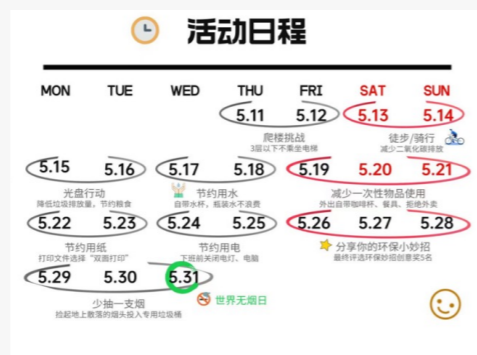 活动日程
MON TUE WED THU FRI SAT SUN
5.11 5.12 5.13 5.14
爬楼挑战 徒步/骑行
3层以下不乘坐电梯 减少二氧化碳排放
5.15 5.16 5.17 5.18 5.19 5.20 5.21
光盘行动 节约用水 减少一次性物品使用
降低垃圾排放量，节约粮食 自带水杯，瓶装水不浪费 外出自带咖啡杯、餐具、拒绝外卖
5.22 5.23 5.24 5.25 5.26 5.27 5.28
节约用纸 节约用电 分享你的环保小妙招
打印文件选择“双面打印” 下班前关闭电灯、电脑 最终评选环保妙招创意奖5名
5.29 5.30 5.31
少抽一支烟 世界无烟日
捡起地上散落的烟头投入专用垃圾桶